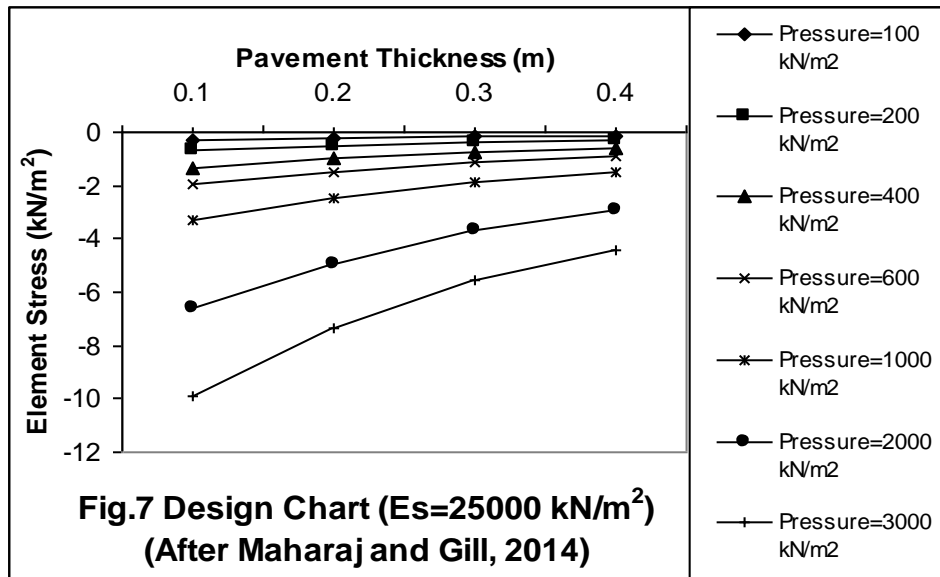 Pavement Thickness (m)
0.1 0.2 0.3 0.4
0
-2
-4
-6
-8
-10
-12
Element Stress (kN/m²)
Fig.7 Design Chart (Es=25000 kN/m²)
(After Maharaj and Gill, 2014)
Pressure=100
kN/m2
Pressure=200
kN/m2
Pressure=400
kN/m2
Pressure=600
kN/m2
Pressure=1000
kN/m2
Pressure=2000
kN/m2
Pressure=3000
kN/m2